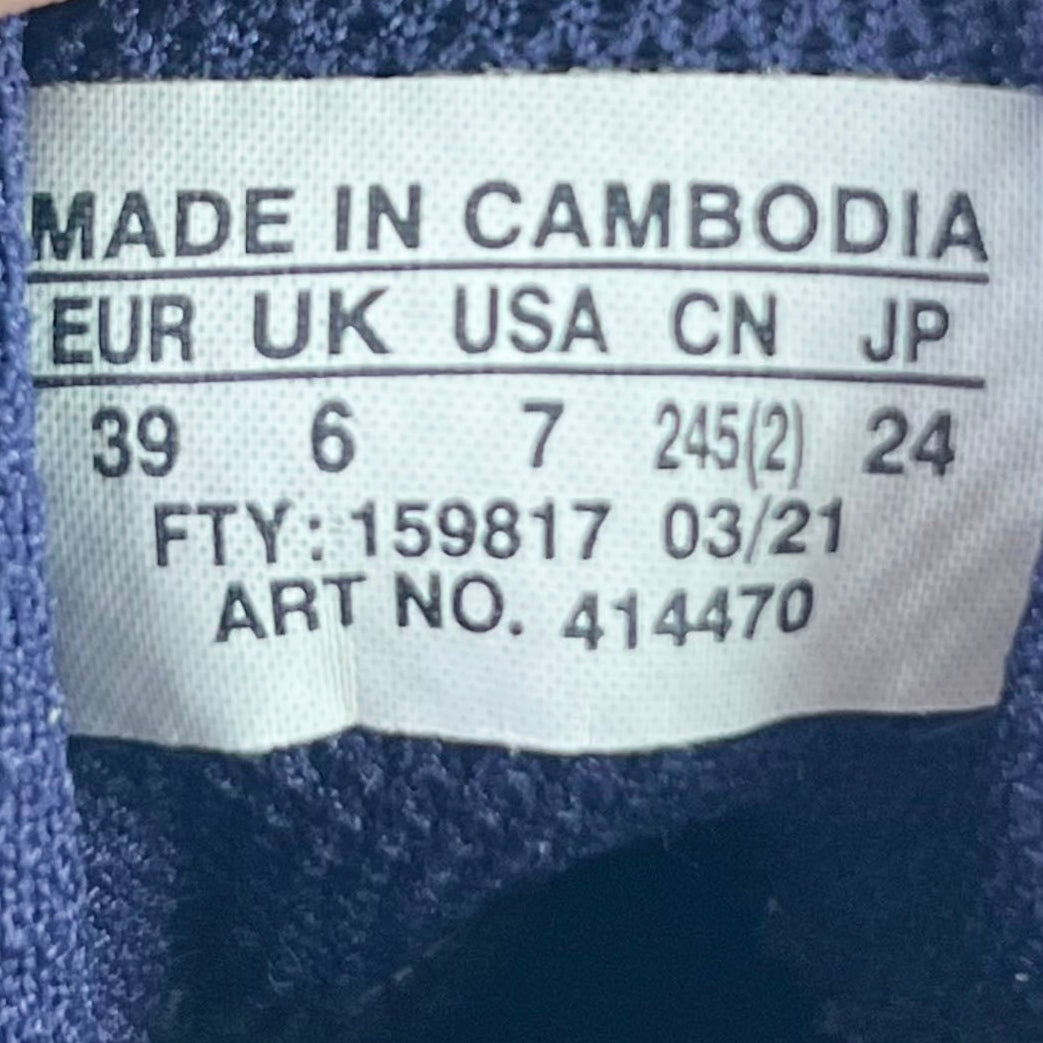 MADE IN CAMBODIA
EUR UK USA CN JP
39 6 7 245(2) 24
FTY: 159817 03/21
ART NO. 414470